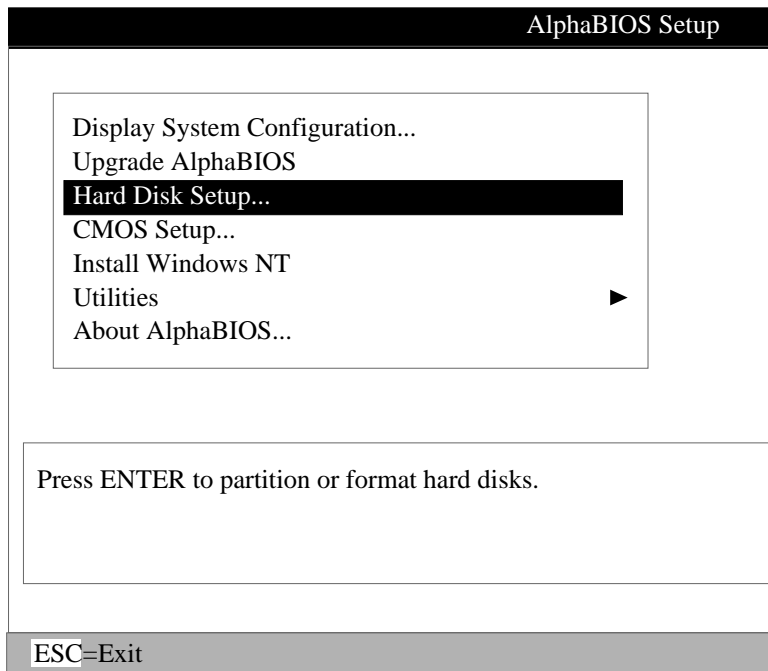 AlphaBIOS Setup
Display System Configuration...
Upgrade AlphaBIOS
Hard Disk Setup...
CMOS Setup...
Install Windows NT
Utilities
About AlphaBIOS...
Press ENTER to partition or format hard disks.
ESC=Exit